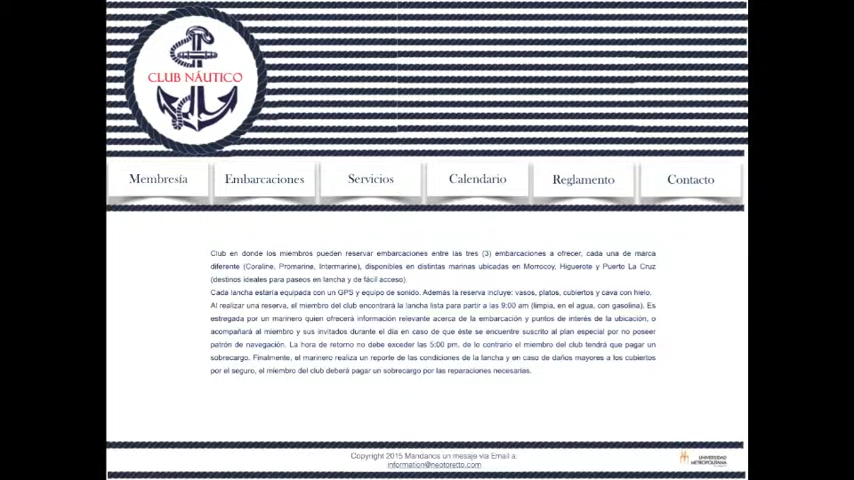 CLUB NÁUTICO
Membresía Embarcaciones Servicios Calendario Reglamento Contacto
Club en donde los miembros pueden reservar embarcaciones entre las tres (3) embarcaciones a ofrecer, cada una de marca
diferente (Coraline, Promarine, Intermarine), disponibles en distintas marinas ubicadas en Morrocoy, Higuerote y Puerto La Cruz
(destinos ideales para paseos en lancha y de fácil acceso).
Cada lancha estaría equipada con un GPS y equipo de sonido. Además la reserva incluye: vasos, platos, cubiertos y cava con hielo.
Al realizar una reserva, el miembro del club encontrará la lancha lista para partir a las 9:00 am (limpia, en el agua, con gasolina). Es
estregada por un marinero quien ofrecerá información relevante acerca de la embarcación y puntos de interés de la ubicación, o
acompañará al miembro y sus invitados durante el día en caso de que éste se encuentre suscrito al plan especial por no poseer
patrón de navegación. La hora de retorno no debe exceder las 5:00 pm, de lo contrario el miembro del club tendrá que pagar un
sobrecargo. Finalmente, el marinero realiza un reporte de las condiciones de la lancha y en caso de daños mayores a los cubiertos
por el seguro, el miembro del club deberá pagar un sobrecargo por las reparaciones necesarias.
Copyright 2015 Mandanos un mesaje via Email a:
information@neotoretto.com
UNIVERSIDAD
METROPOLITANA